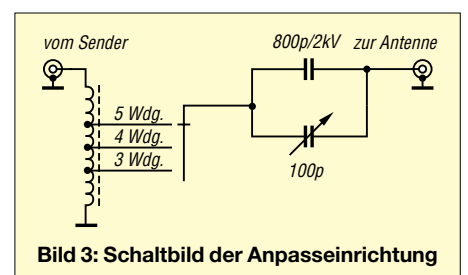 vom Sender
800p/2kV
zur Antenne
5 Wdg.
4 Wdg.
3 Wdg.
100p
Bild 3: Schaltbild der Anpasseinrichtung